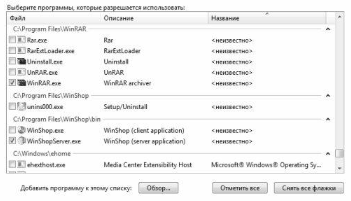 Выберите программы, которые разрешается использовать:
Файл Описание Название
C:\Program Files\WinRAR
Rar.exe Rar <неизвестно>
RarExtLoader.exe RarExtLoader <неизвестно>
Uninstall.exe Uninstall <неизвестно>
UnRAR.exe UnRAR <неизвестно>
WinRAR.exe WinRAR archiver <неизвестно>
C:\Program Files\WinShop
unins000.exe Setup/Uninstall <неизвестно>
C:\Program Files\WinShop\bin
WinShop.exe WinShop (client application) <неизвестно>
WinShopServer.exe WinShop (server application) <неизвестно>
C:\Windows\ehome
ehexthost.exe Media Center Extensibility Host Microsoft® Windows® Operating Sy...
Добавить программу к этому списку: Обзор... Отметить все Снять все флажки